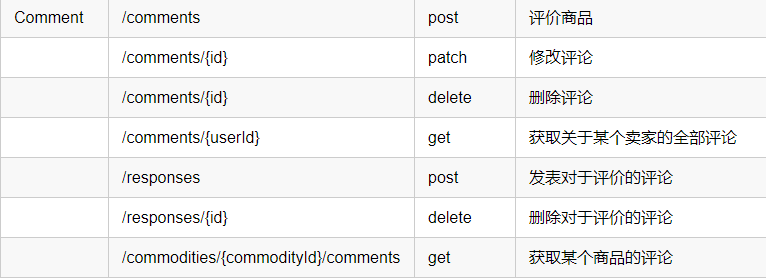 Comment /comments post 评价商品
/comments/{id} patch 修改评论
/comments/{id} delete 删除评论
/comments/{userId} get 获取关于某个卖家的全部评论
/responses post 发表对于评价的评论
/responses/{id} delete 删除对于评价的评论
/commodities/{commodityId}/comments get 获取某个商品的评论